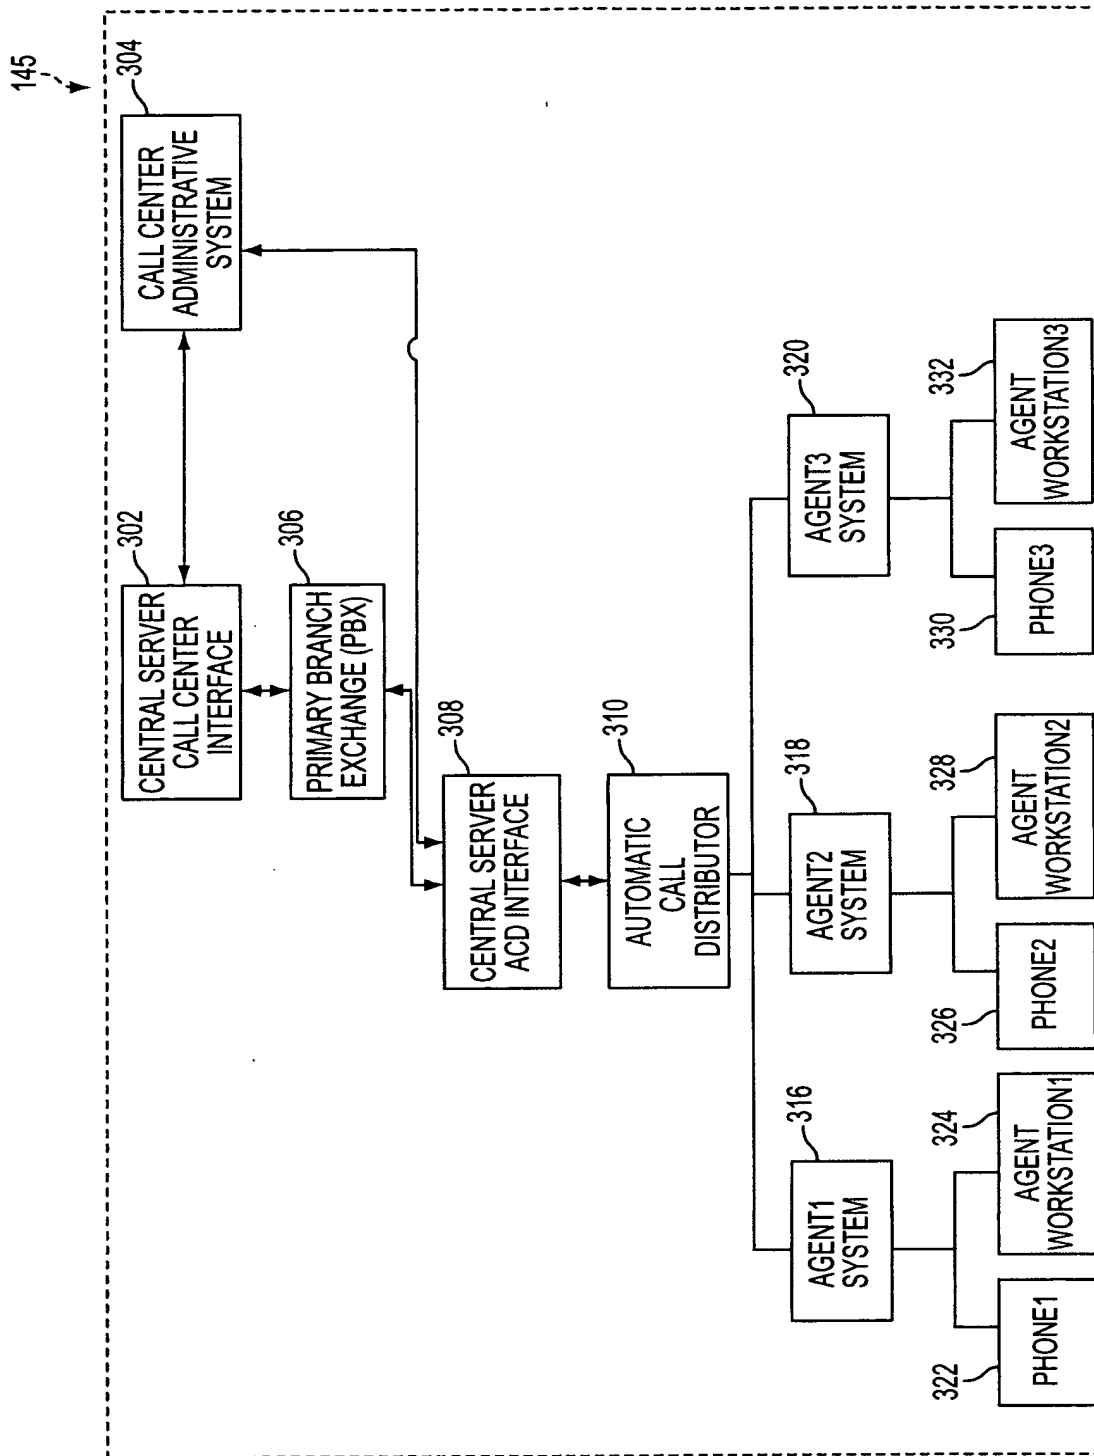 145
304
CALL CENTER
ADMINISTRATIVE
SYSTEM
302
CENTRAL SERVER
CALL CENTER
INTERFACE
306
PRIMARY BRANCH
EXCHANGE (PBX)
308
CENTRAL SERVER
ACD INTERFACE
310
AUTOMATIC
CALL
DISTRIBUTOR
316
AGENT1
SYSTEM
318
AGENT2
SYSTEM
320
AGENT3
SYSTEM
322
PHONE1
324
AGENT
WORKSTATION1
326
PHONE2
328
AGENT
WORKSTATION2
330
PHONE3
332
AGENT
WORKSTATION3